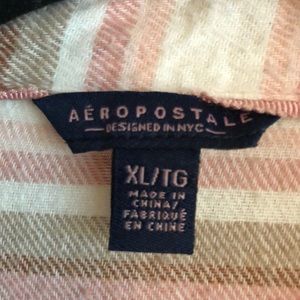 AÉROPOSTALE
DESIGNED IN NYC
XL/TG
MADE IN
CHINA/
FABRIQUÉ
EN CHINE